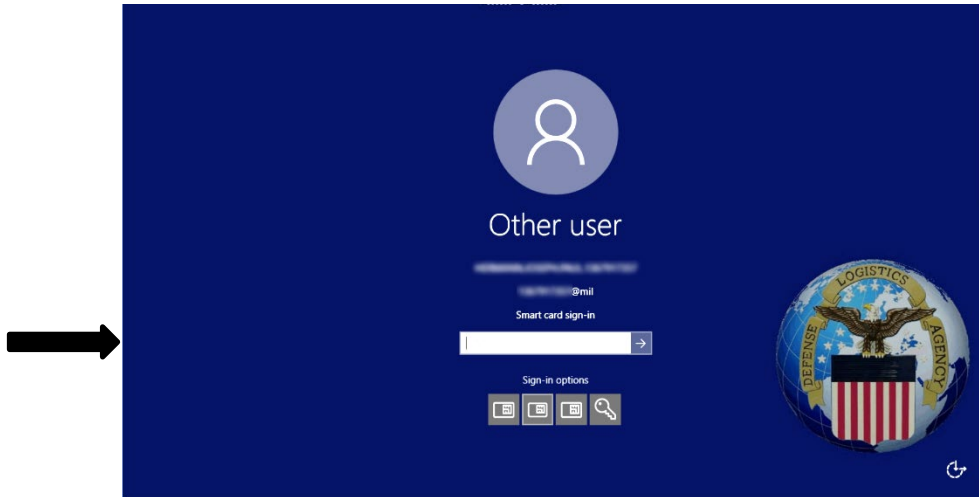 Other user
@mil
Smart card sign-in
Sign-in options
DEFENSE LOGISTICS AGENCY